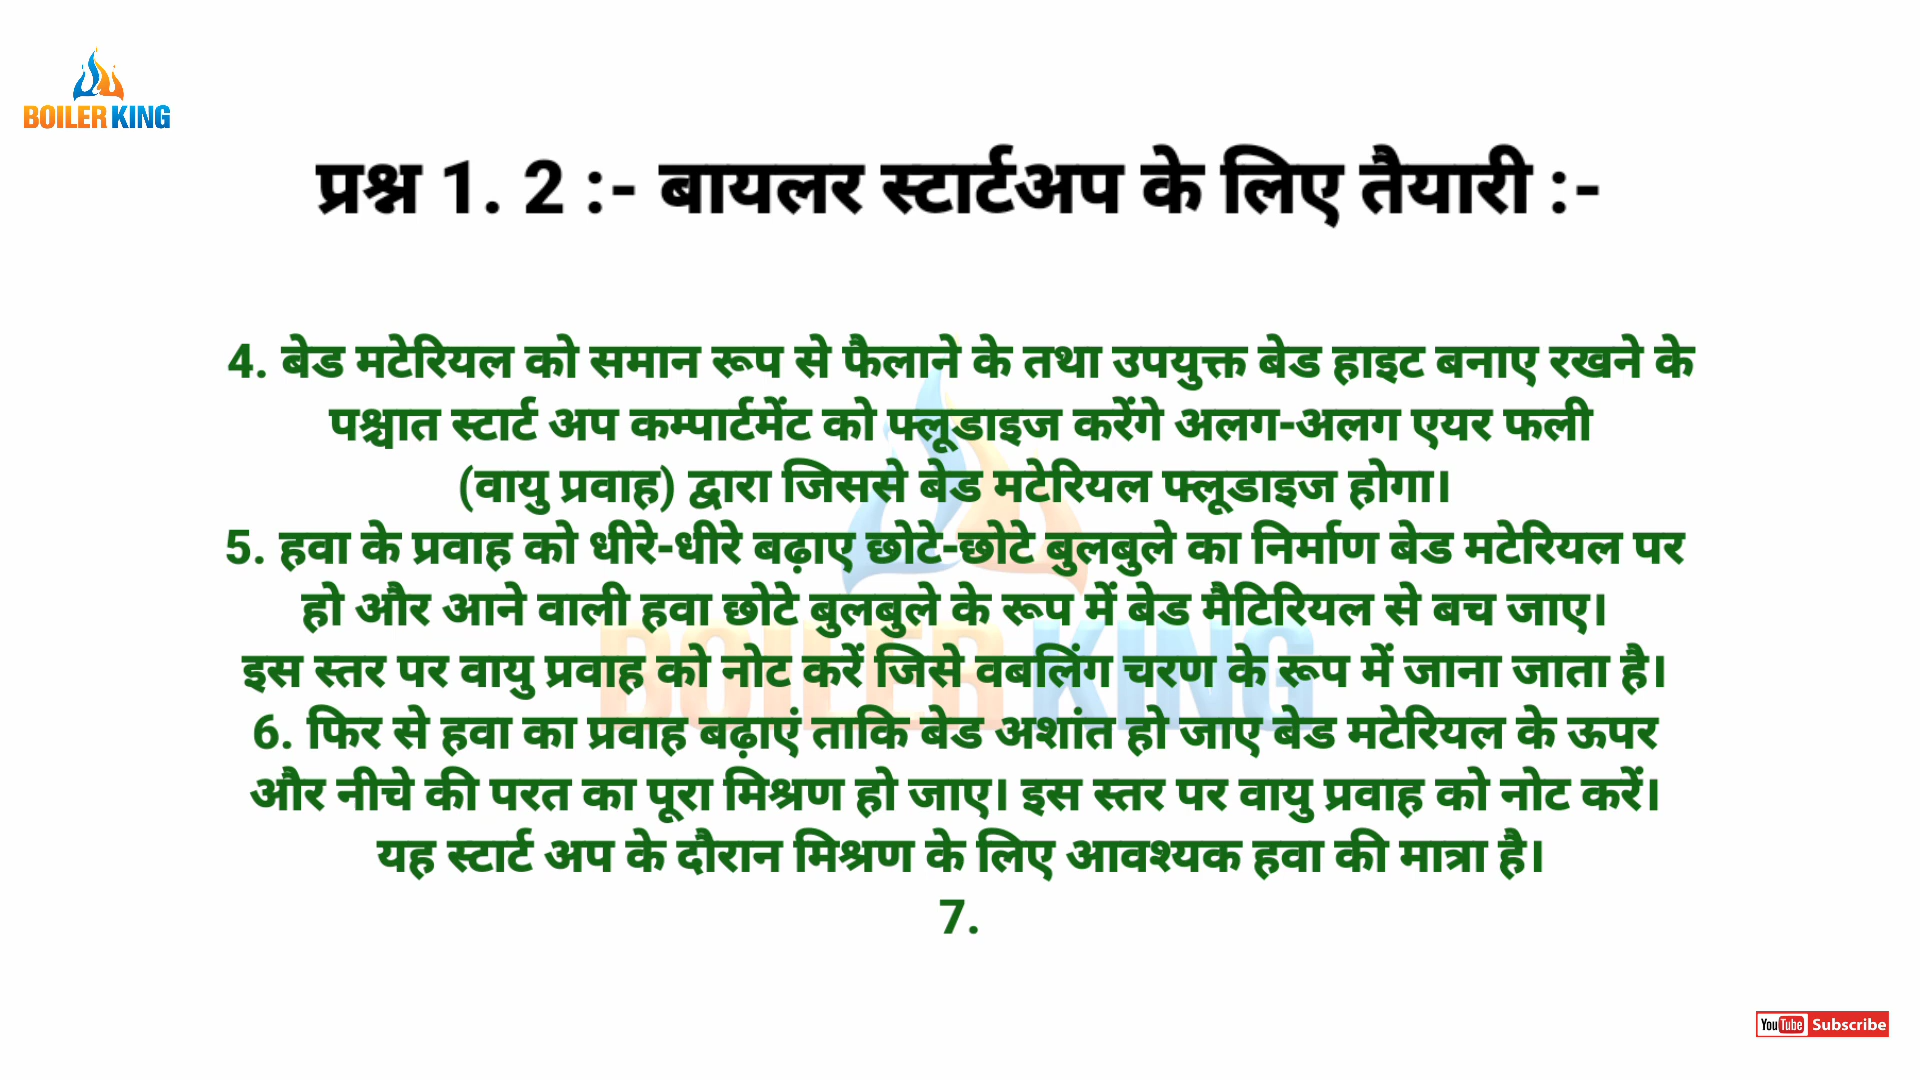 BOILER KING
प्रश्न 1. 2 :- बायलर स्टार्टअप के लिए तैयारी :-
4. बेड मटेरियल को समान रूप से फैलाने के तथा उपयुक्त बेड हाइट बनाए रखने के
पश्चात स्टार्ट अप कम्पार्टमेंट को फ्लूडाइज करेंगे अलग-अलग एयर फली
(वायु प्रवाह) द्वारा जिससे बेड मटेरियल फ्लूडाइज होगा।
5. हवा के प्रवाह को धीरे-धीरे बढ़ाए छोटे-छोटे बुलबुले का निर्माण बेड मटेरियल पर
हो और आने वाली हवा छोटे बुलबुले के रूप में बेड मैटिरियल से बच जाए।
इस स्तर पर वायु प्रवाह को नोट करें जिसे वबलिंग चरण के रूप में जाना जाता है।
6. फिर से हवा का प्रवाह बढ़ाएं ताकि बेड अशांत हो जाए बेड मटेरियल के ऊपर
और नीचे की परत का पूरा मिश्रण हो जाए। इस स्तर पर वायु प्रवाह को नोट करें।
यह स्टार्ट अप के दौरान मिश्रण के लिए आवश्यक हवा की मात्रा है।
7.
BOILER KING
YouTube Subscribe